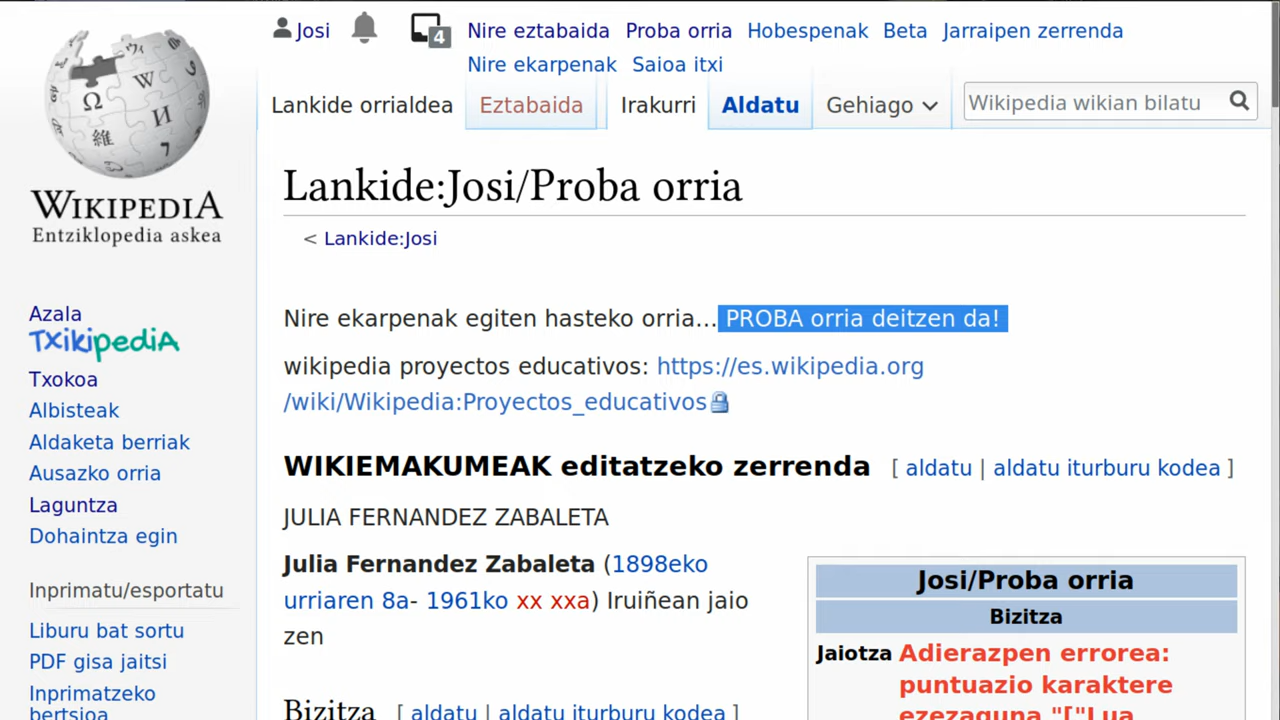 Josi
4
Nire eztabaida Proba orria Hobespenak Beta Jarraipen zerrenda
Nire ekarpenak Saioa itxi
Lankide orrialdea Eztabaida Irakurri Aldatu Gehiago Wikipedia wikian bilatu
WIKIPEDIA
Entziklopedia askea
Lankide:Josi/Proba orria
< Lankide:Josi
Azala
TXikipediA
Txokoa
Albisteak
Aldaketa berriak
Ausazko orria
Laguntza
Dohaintza egin
Inprimatu/esportatu
Liburu bat sortu
PDF gisa jaitsi
Inprimatzeko
bertsioa
Nire ekarpenak egiten hasteko orria... PROBA orria deitzen da!
wikipedia proyectos educativos: https://es.wikipedia.org
/wiki/Wikipedia:Proyectos_educativos
WIKIEMAKUMEAK editatzeko zerrenda [ aldatu | aldatu iturburu kodea ]
JULIA FERNANDEZ ZABALETA
Julia Fernandez Zabaleta (1898eko
urriaren 8a- 1961ko xx xxa) Iruiñean jaio
zen
Bizitza [ aldatu | aldatu iturburu kodea ]
Josi/Proba orria
Bizitza
Jaiotza Adierazpen errorea:
puntuazio karaktere
ezezaguna "["Lua